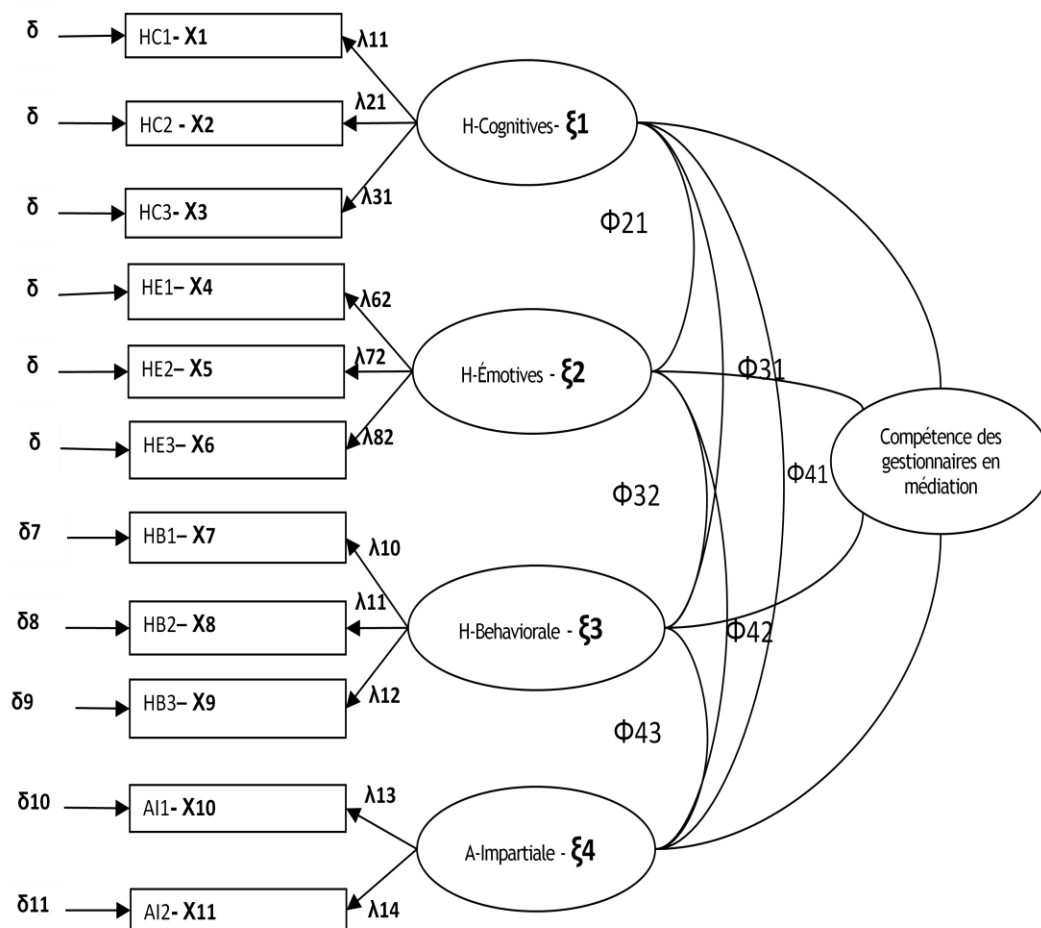 δ
HC1- X1
λ11
δ
HC2 - X2
λ21
H-Cognitives- ξ1
δ
HC3- X3
λ31
Φ21
δ
HE1– X4
λ62
δ
HE2– X5
λ72
H-Émotives - ξ2
Φ31
δ
HE3– X6
λ82
Compétence des
gestionnaires en
médiation
Φ41
Φ32
δ7
HB1– X7
λ10
δ8
HB2– X8
λ11
H-Behaviorale - ξ3
Φ42
δ9
HB3– X9
λ12
Φ43
δ10
AI1- X10
λ13
A-Impartiale - ξ4
δ11
AI2- X11
λ14